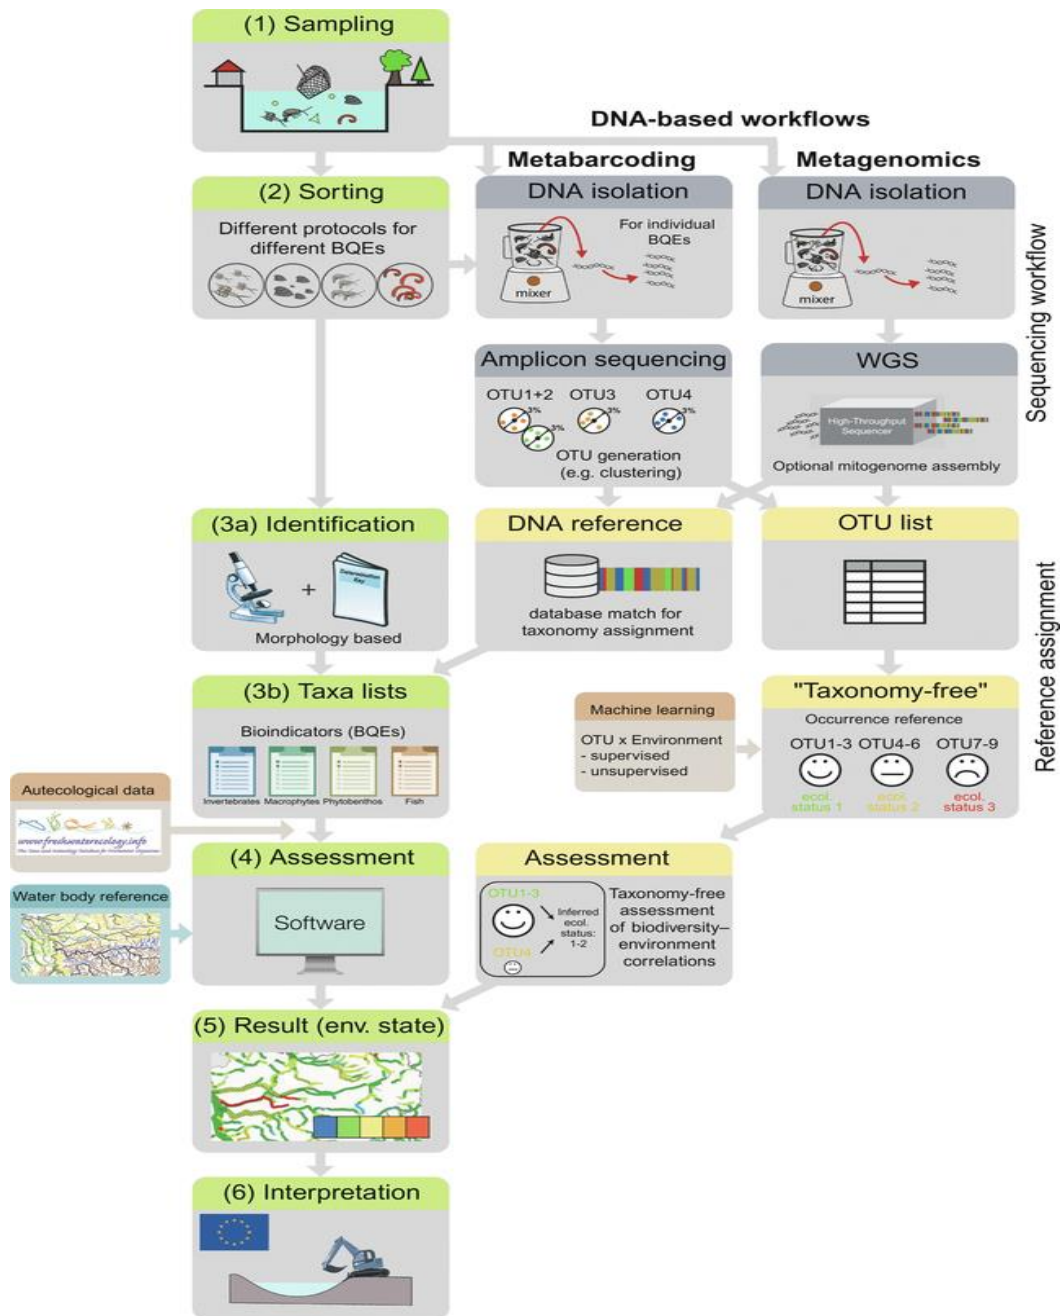 (1) Sampling
DNA-based workflows
Metabarcoding
Metagenomics
(2) Sorting
Different protocols for
different BQEs
DNA isolation
For individual
BQEs
mixer
DNA isolation
mixer
Sequencing workflow
Amplicon sequencing
OTU1+2
OTU3
OTU4
3%
3%
3%
3%
OTU generation
(e.g. clustering)
WGS
High-Throughput
Sequencer
Optional mitogenome assembly
(3a) Identification
Determination
Key
+
Morphology based
DNA reference
database match for
taxonomy assignment
OTU list
Reference assignment
(3b) Taxa lists
Bioindicators (BQEs)
Invertebrates
Macrophytes
Phytobenthos
Fish
Machine learning
OTU x Environment
- supervised
- unsupervised
"Taxonomy-free"
Occurrence reference
OTU1-3
OTU4-6
OTU7-9
ecol.
status 1
ecol.
status 2
ecol.
status 3
Autecological data
www.freshwaterecology.info
Water body reference
(4) Assessment
Software
Assessment
OTU1-3
OTU4
Inferred
ecol.
status:
1-2
Taxonomy-free
assessment
of biodiversity–
environment
correlations
(5) Result (env. state)
(6) Interpretation